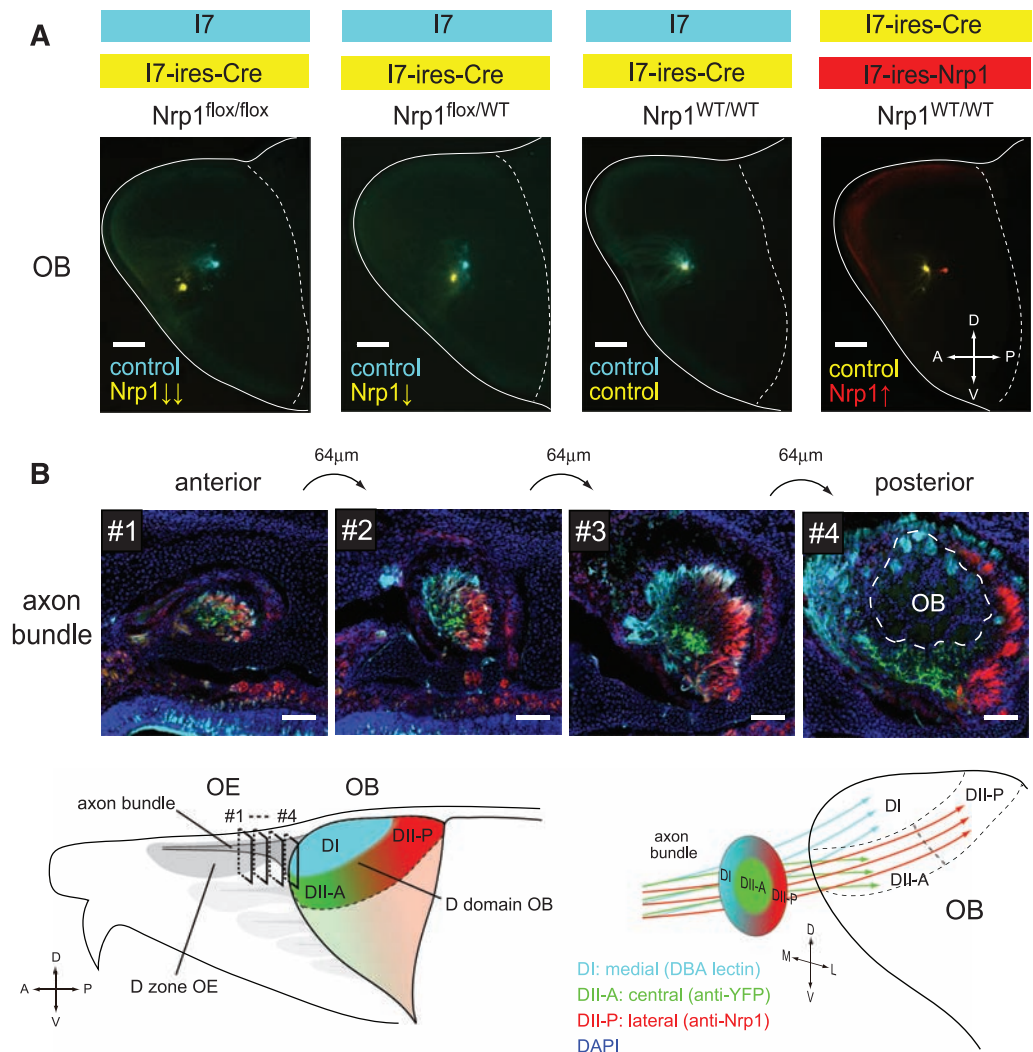 A
I7
I7
I7
I7-ires-Cre
I7-ires-Cre
I7-ires-Cre
I7-ires-Cre
I7-ires-Nrp1
Nrp1flox/flox
Nrp1flox/WT
Nrp1WT/WT
Nrp1WT/WT
OB
control
Nrp1↓↓
control
Nrp1↓
control
control
control
Nrp1↑
D
A
P
V
B
anterior
64μm
64μm
64μm
posterior
axon
bundle
#1
#2
#3
#4
OB
OE
OB
axon bundle
#1
#4
DI
DII-P
DII-A
D domain OB
D zone OE
D
A
P
V
axon
bundle
DI
DII-A
DII-P
DI
DII-P
DII-A
OB
D
M
L
V
DI: medial (DBA lectin)
DII-A: central (anti-YFP)
DII-P: lateral (anti-Nrp1)
DAPI